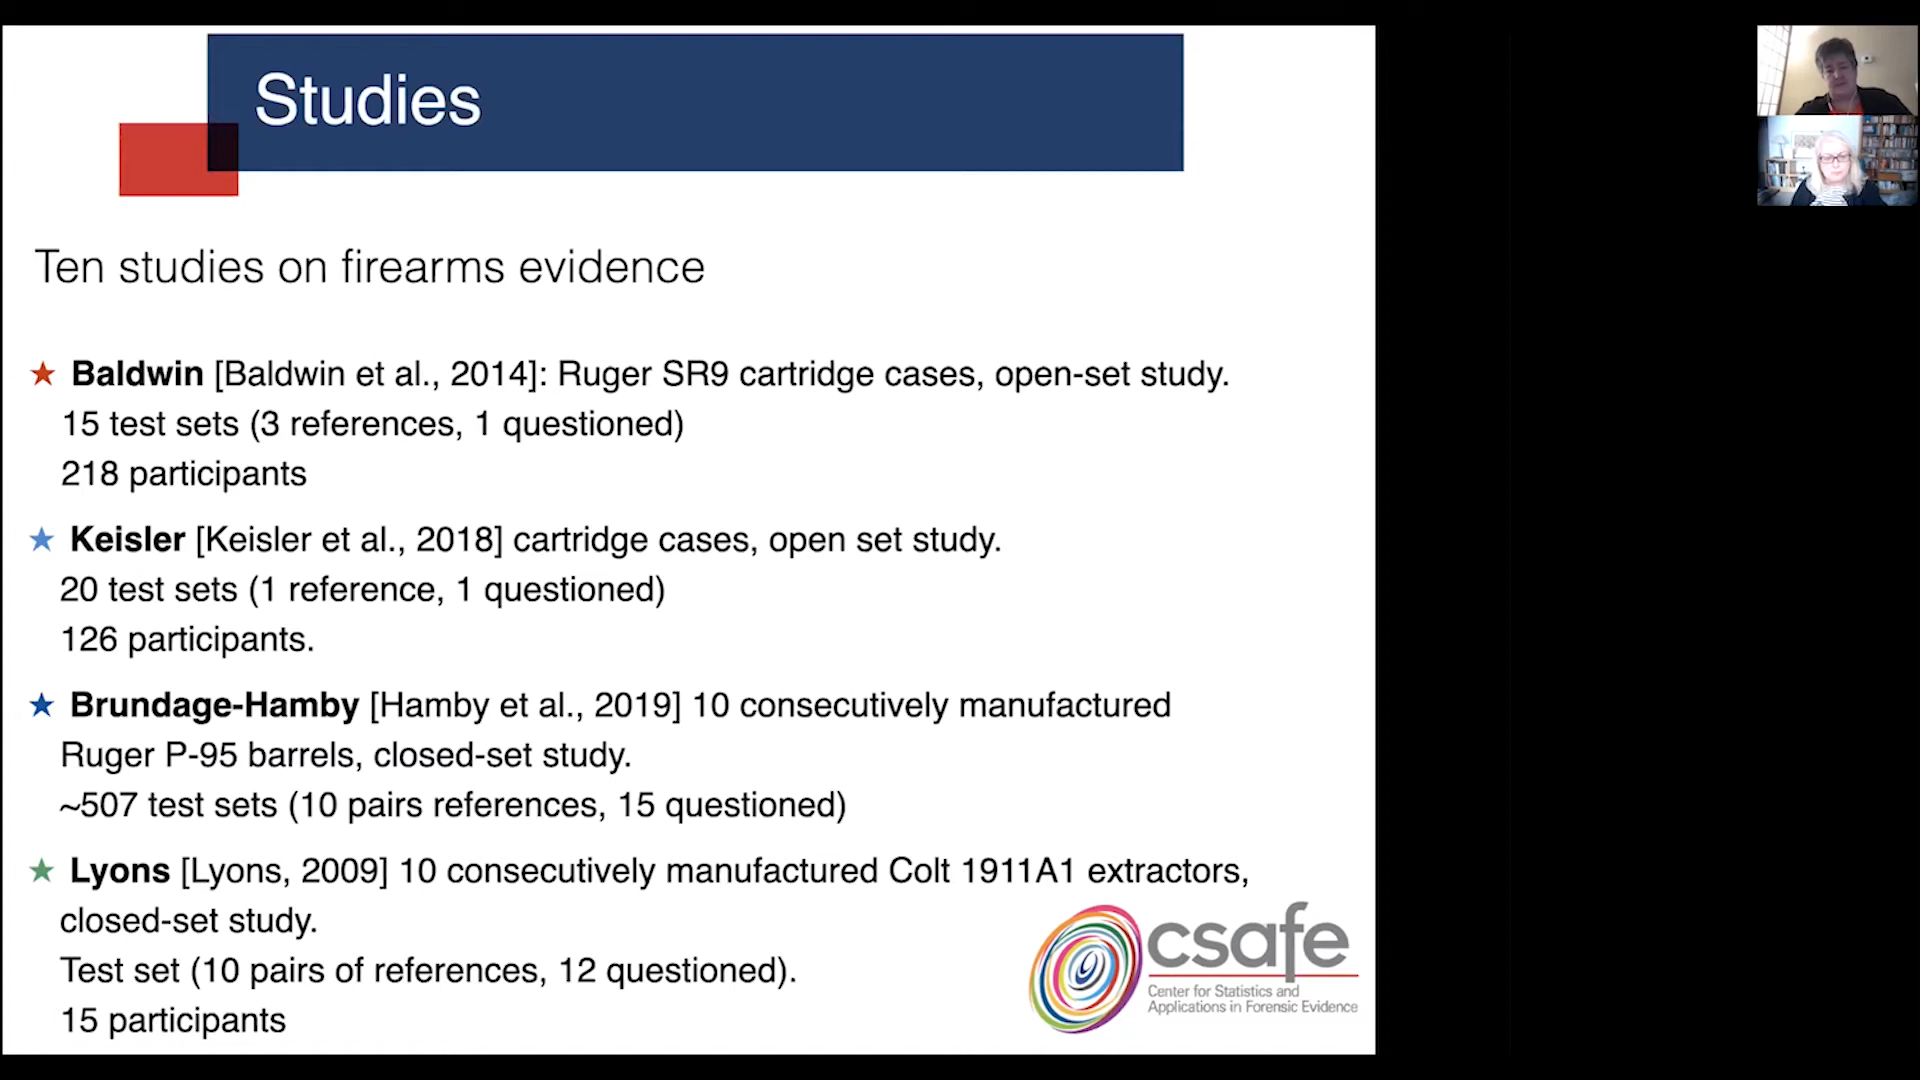 Studies
Ten studies on firearms evidence
★ Baldwin [Baldwin et al., 2014]: Ruger SR9 cartridge cases, open-set study.
15 test sets (3 references, 1 questioned)
218 participants
★ Keisler [Keisler et al., 2018] cartridge cases, open set study.
20 test sets (1 reference, 1 questioned)
126 participants.
★ Brundage-Hamby [Hamby et al., 2019] 10 consecutively manufactured
Ruger P-95 barrels, closed-set study.
~507 test sets (10 pairs references, 15 questioned)
★ Lyons [Lyons, 2009] 10 consecutively manufactured Colt 1911A1 extractors,
closed-set study.
Test set (10 pairs of references, 12 questioned).
15 participants
csafe
Center for Statistics and
Applications in Forensic Evidence